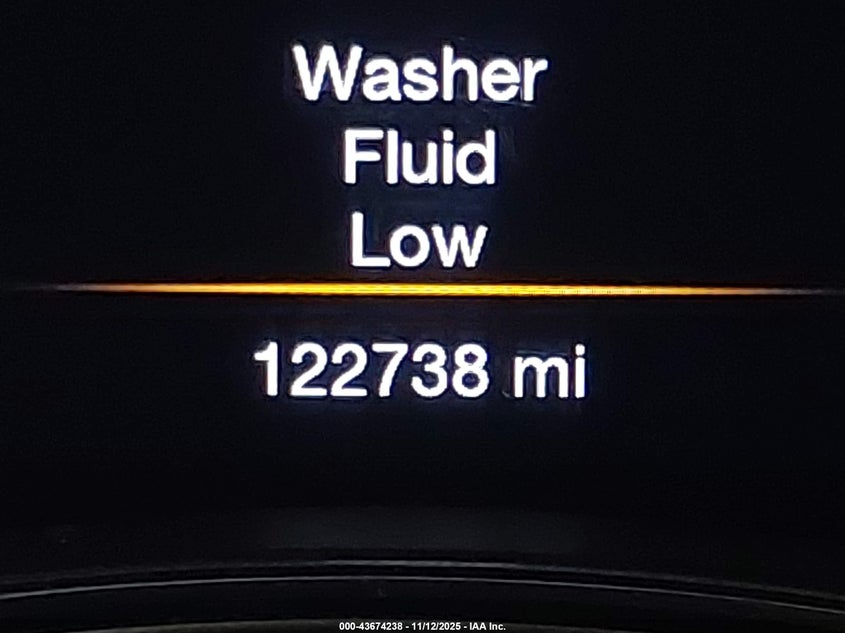 Washer
Fluid
Low
122738 mi
000-43674238 - 11/12/2025 - IAA Inc.